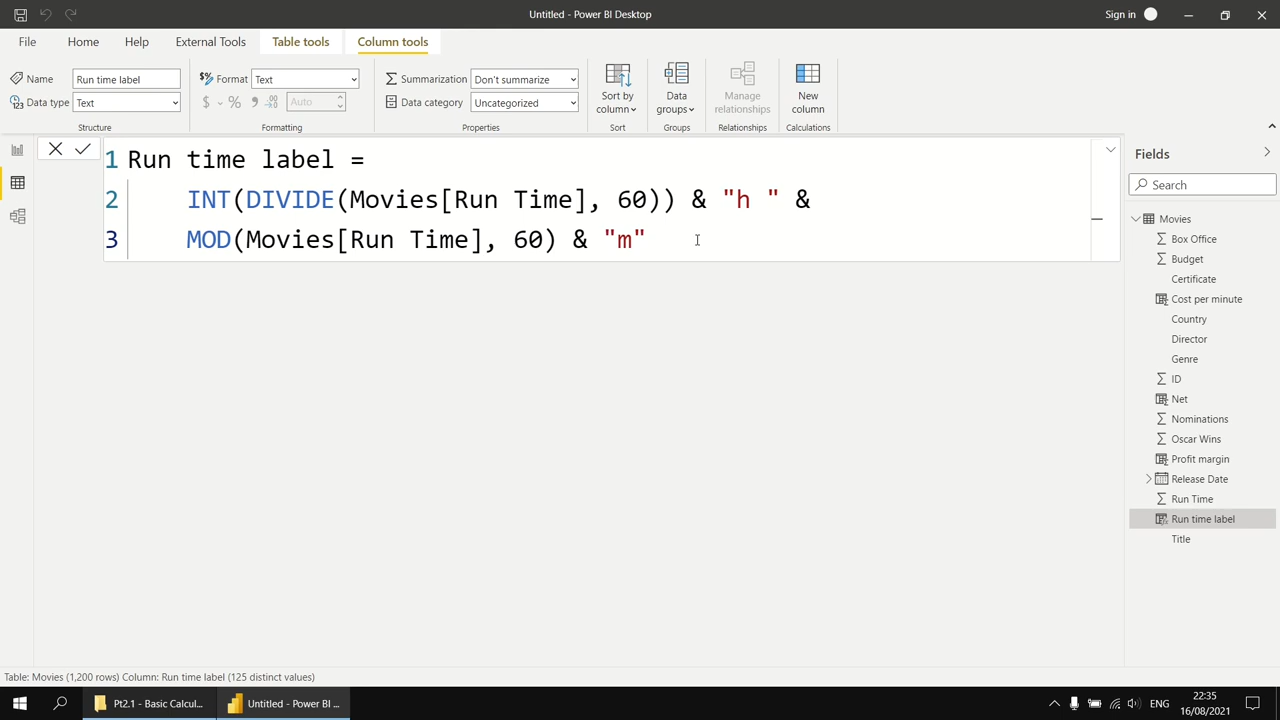 Untitled - Power BI Desktop
Sign in
File Home Help External Tools Table tools Column tools
Name Run time label
Format Text
Summarization Don't summarize
Data type Text
$ % Auto
Data category Uncategorized
Sort by column
Data groups
Manage relationships
New column
Structure Formatting Properties Sort Groups Relationships Calculations
1 Run time label =
2 INT(DIVIDE(Movies[Run Time], 60)) & "h " &
3 MOD(Movies[Run Time], 60) & "m"
Fields
Search
Movies
Box Office
Budget
Certificate
Cost per minute
Country
Director
Genre
ID
Net
Nominations
Oscar Wins
Profit margin
Release Date
Run Time
Run time label
Title
Table: Movies (1,200 rows) Column: Run time label (125 distinct values)
Pt2.1 - Basic Calcul...
Untitled - Power BI ...
ENG
22:35
16/08/2021